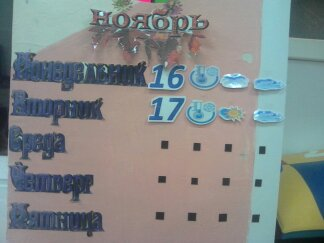 ноябрь
Понедельник 16
Вторник 17
Среда
Четверг
Пятница